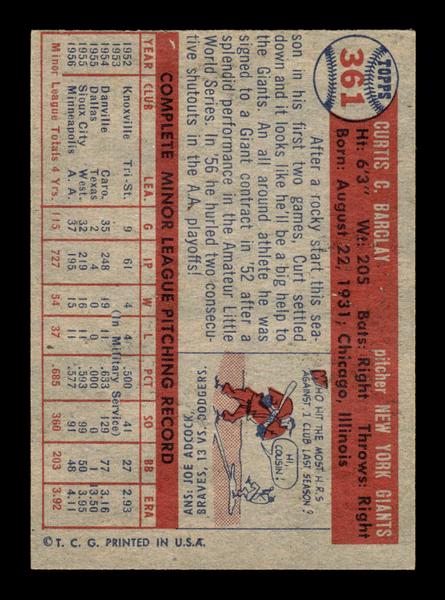 TOPPS
361
CURTIS C. BARCLAY pitcher NEW YORK GIANTS
Ht: 6'3" Wt: 205 Bats: Right Throws: Right
Born: August 22, 1931; Chicago, Illinois
After a rocky start this sea-
son in his first two games, Curt settled
down and it looks like he'll be a big help to
the Giants. An all around athlete he was
signed to a Giant contract in '52 after a
splendid performance in the Amateur Little
World Series. In '56 he hurled two consecu-
tive shutouts in the A.A. playoffs!
WHO HIT THE MOST H.R.S
AGAINST 1 CLUB LAST SEASON?
HI,
COUSIN!
ANS: JOE ADCOCK,
BRAVES, 13 VS. DODGERS.
COMPLETE MINOR LEAGUE PITCHING RECORD
YEAR CLUB LEA G IP W L PCT SO BB ERA
1952 Knoxville Tri-St. 9 61 4 4 .500 41 27 2.93
1953 (In Military Service)
1954 Danville Caro. 35 248 19 11 .633 129 77 3.16
1955 Dallas Texas 2 4 0 0 .000 2 1 13.50
1955 Sioux City West. 32 219 16 11 .593 97 50
1956 Minneapolis A. A. 37 195 15 11 .577 91 48 4.11
Minor League Totals 4 Yrs. 115 727 54 37 .685 360 203 3.92
© T. C. G. PRINTED IN U.S.A.